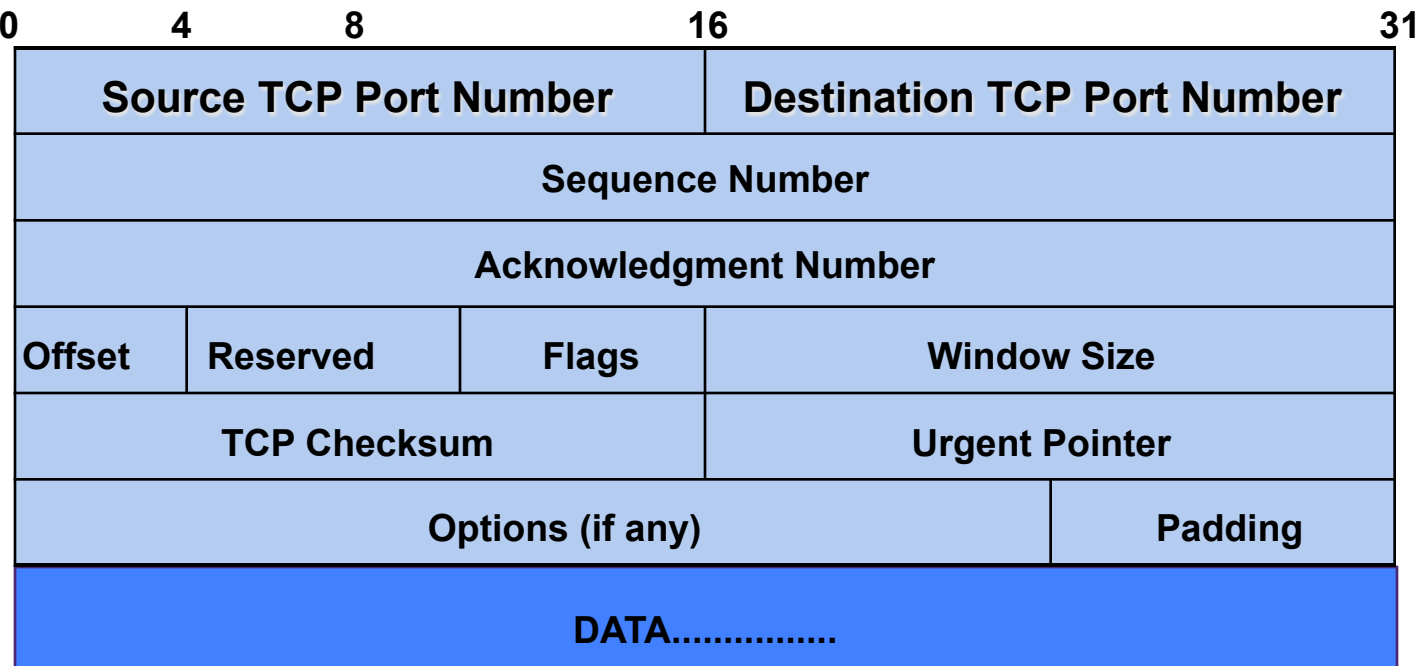 0 4 8 16 31
Source TCP Port Number Destination TCP Port Number
Sequence Number
Acknowledgment Number
Offset Reserved Flags Window Size
TCP Checksum Urgent Pointer
Options (if any) Padding
DATA................